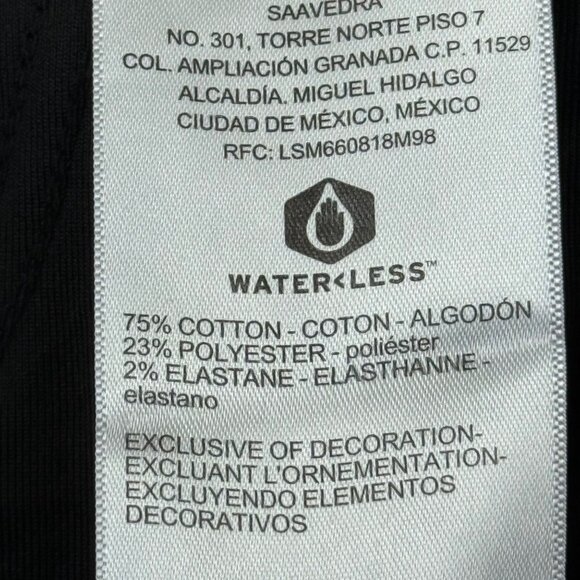 SAAVEDRA
NO. 301, TORRE NORTE PISO 7
COL. AMPLIACIÓN GRANADA C.P. 11529
ALCALDÍA. MIGUEL HIDALGO
CIUDAD DE MÉXICO, MÉXICO
RFC: LSM660818M98
WATER<LESS™
75% COTTON - COTON - ALGODÓN
23% POLYESTER - poliéster
2% ELASTANE - ELASTHANNE -
elastano
EXCLUSIVE OF DECORATION-
EXCLUANT L'ORNEMENTATION-
EXCLUYENDO ELEMENTOS
DECORATIVOS